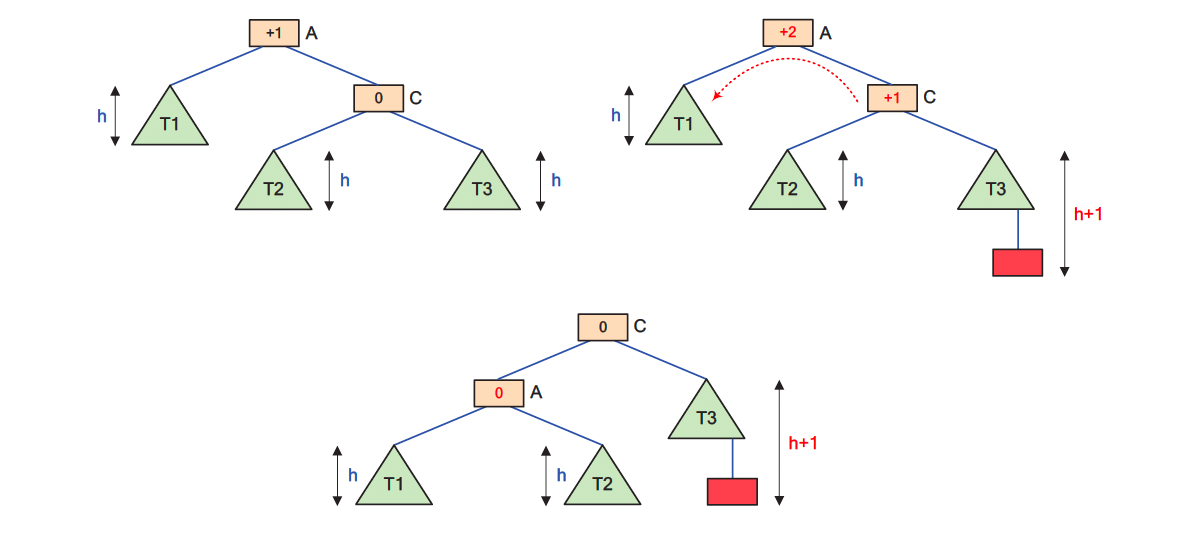 +1 A
+2 A
0 C
+1 C
h T1
h T1
T2 h T3 h
T2 h T3
h+1
0 C
0 A
T3
h+1
h T1 h T2